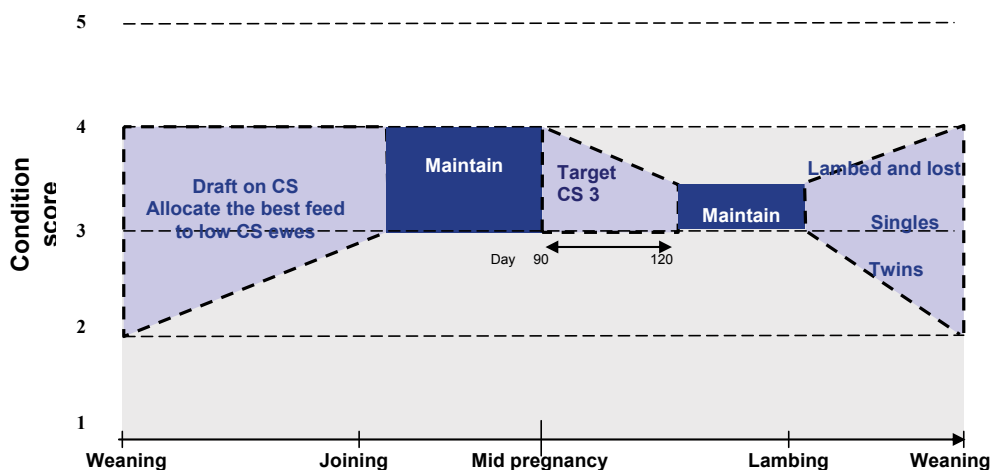 5
4
3
2
1
Condition
score
Draft on CS
Allocate the best feed
to low CS ewes
Maintain
Target
CS 3
Day
90
120
Maintain
Lambed and lost
Singles
Twins
Weaning
Joining
Mid pregnancy
Lambing
Weaning